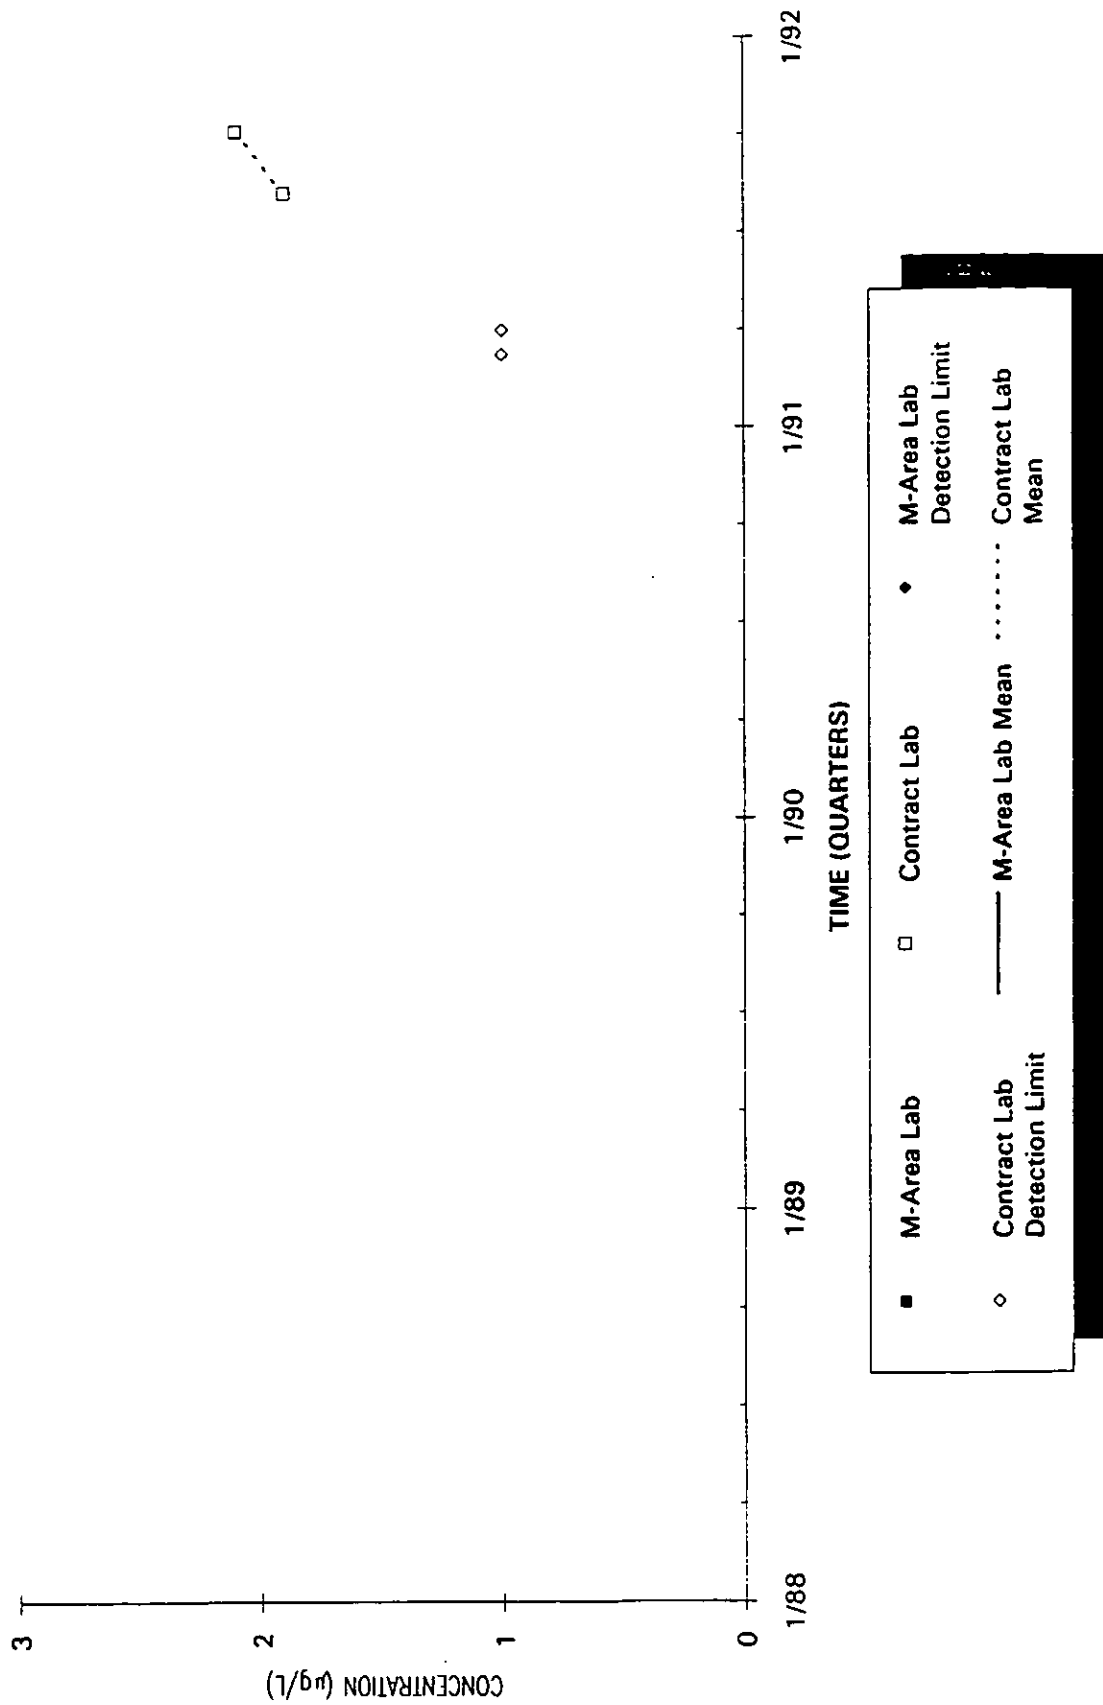 CONCENTRATION (µg/L)
3
2
1
0
1/88
1/89
1/90
1/91
1/92
TIME (QUARTERS)
M-Area Lab
Contract Lab
M-Area Lab
Detection Limit
Contract Lab
Detection Limit
M-Area Lab Mean
Contract Lab
Mean